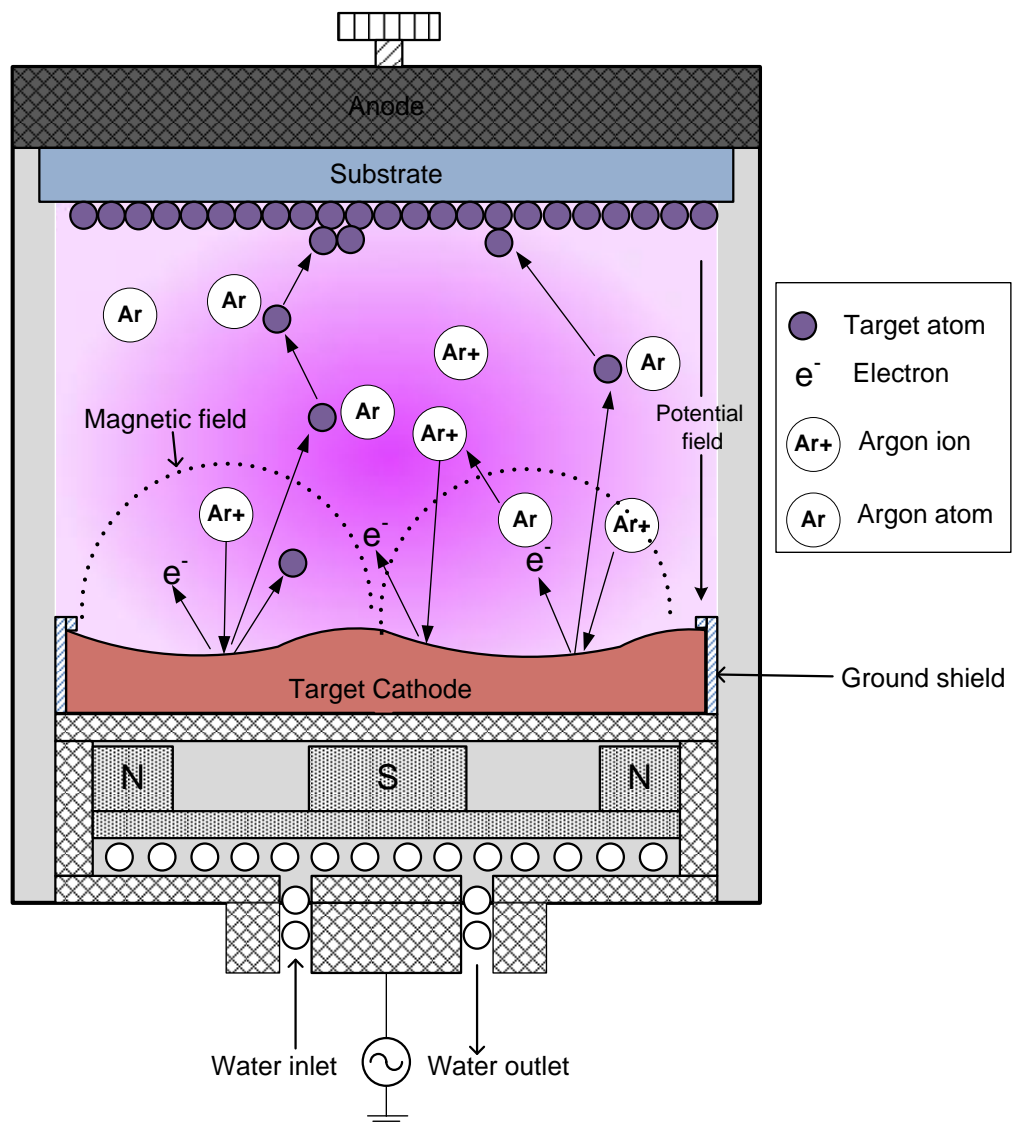 Anode
Substrate
Ar
Ar
Ar+
Ar
Ar
Magnetic field
Ar+
Potential
field
Ar+
Ar
Ar+
e-
e-
e-
Target Cathode
N
S
N
Water inlet
Water outlet
Target atom
e- Electron
Ar+ Argon ion
Ar Argon atom
Ground shield